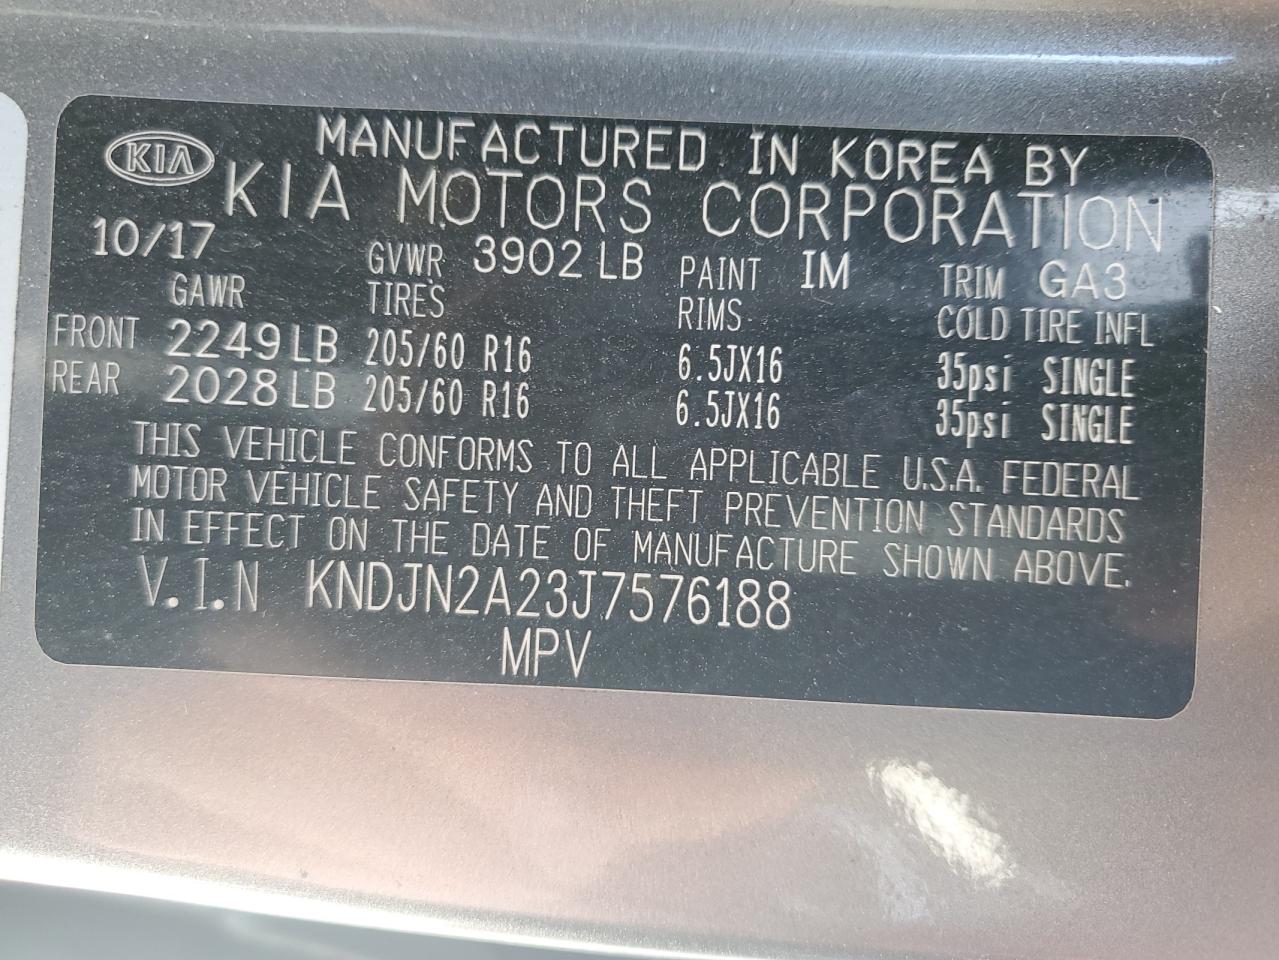 KIA MANUFACTURED IN KOREA BY
KIA MOTORS CORPORATION
10/17 GVWR 3902 LB PAINT IM TRIM GA3
GAWR TIRES RIMS COLD TIRE INFL
FRONT 2249 LB 205/60 R16 6.5JX16 35psi SINGLE
REAR 2028 LB 205/60 R16 6.5JX16 35psi SINGLE
THIS VEHICLE CONFORMS TO ALL APPLICABLE U.S.A. FEDERAL
MOTOR VEHICLE SAFETY AND THEFT PREVENTION STANDARDS
IN EFFECT ON THE DATE OF MANUFACTURE SHOWN ABOVE.
V.I.N KNDJN2A23J7576188
MPV